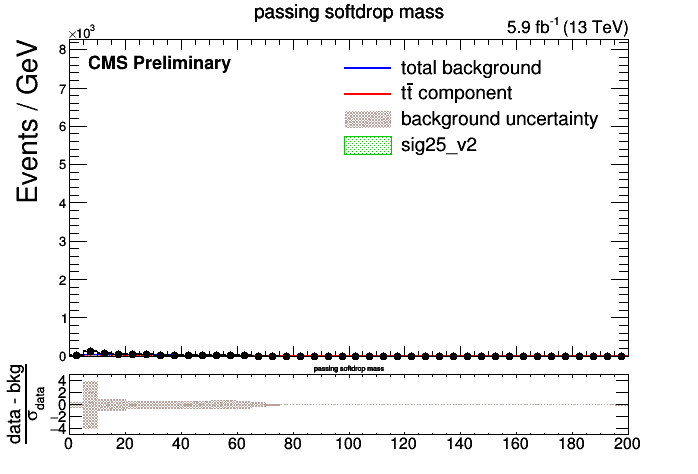 passing softdrop mass
×10³
5.9 fb⁻¹ (13 TeV)
CMS Preliminary
Events / GeV
8
7
6
5
4
3
2
1
0
total background
tt̄ component
background uncertainty
sig25_v2
passing softdrop mass
data - bkg
σdata
4
2
0
−2
−4
0 20 40 60 80 100 120 140 160 180 200